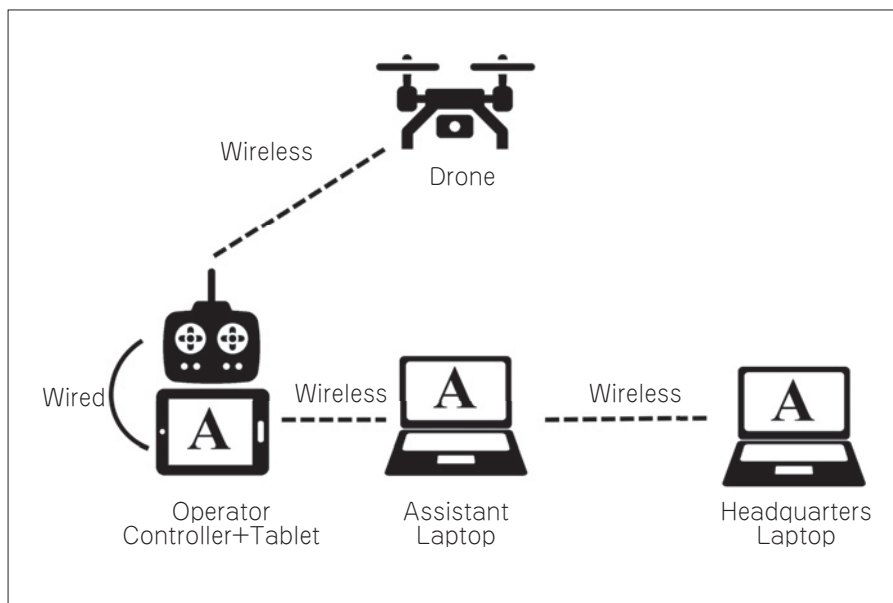 Wireless
Drone
Wired
A
Wireless
A
Wireless
A
Operator
Controller+Tablet
Assistant
Laptop
Headquarters
Laptop